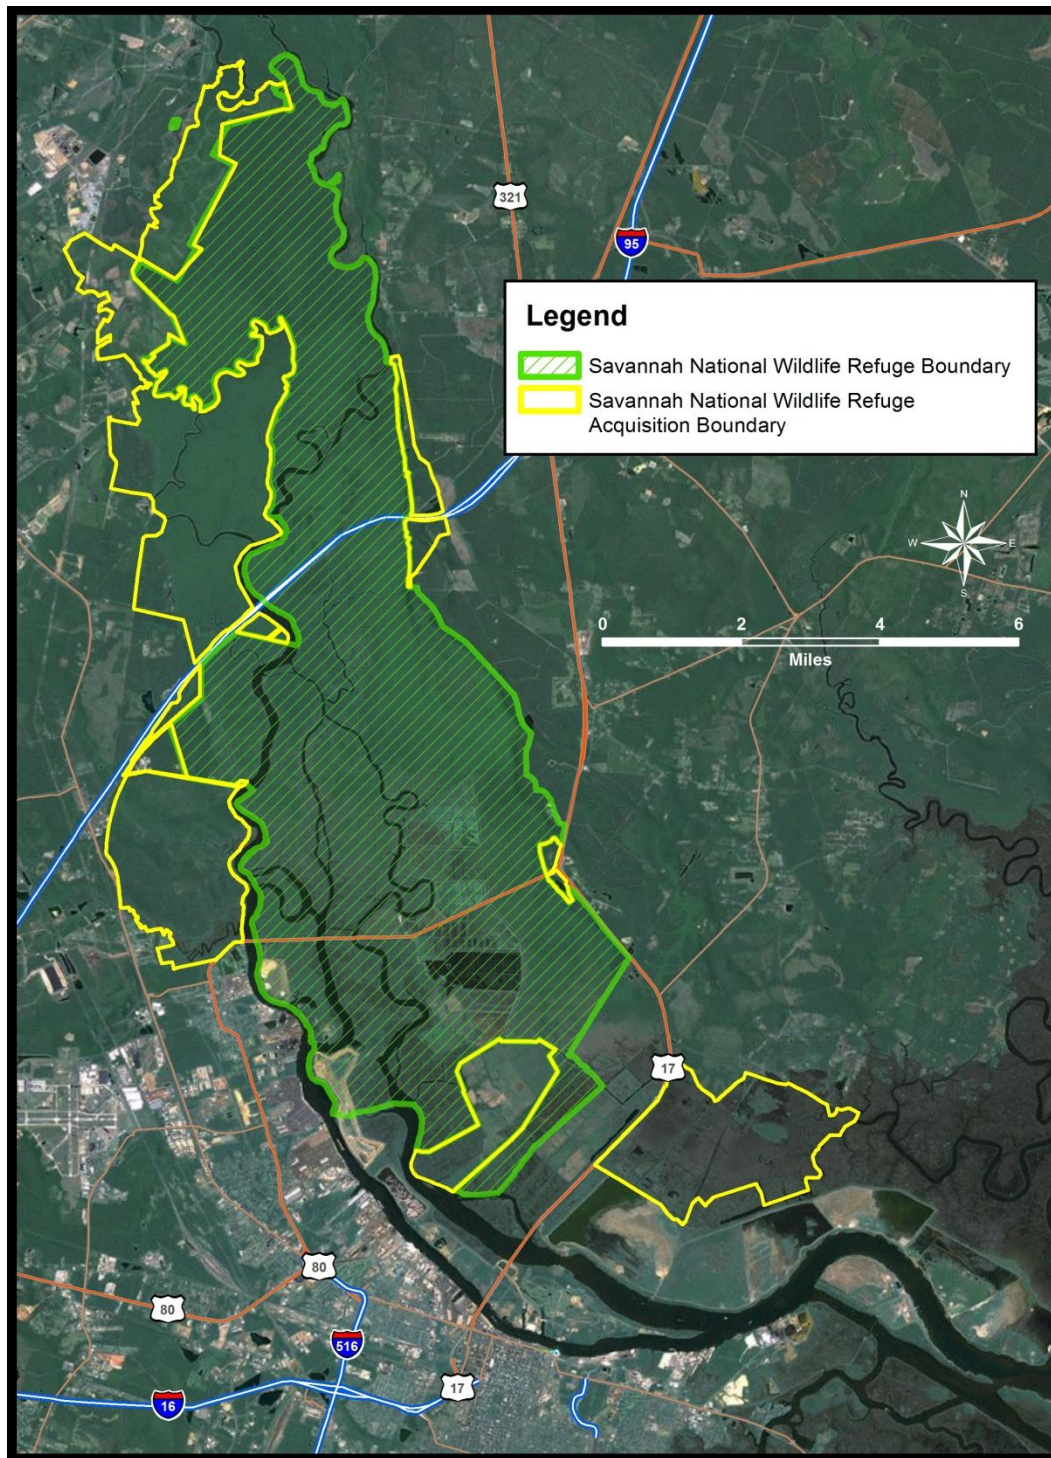 321
95
Legend
Savannah National Wildlife Refuge Boundary
Savannah National Wildlife Refuge
Acquisition Boundary
N
W E
S
0 2 4 6
Miles
17
80
80
516
17
16